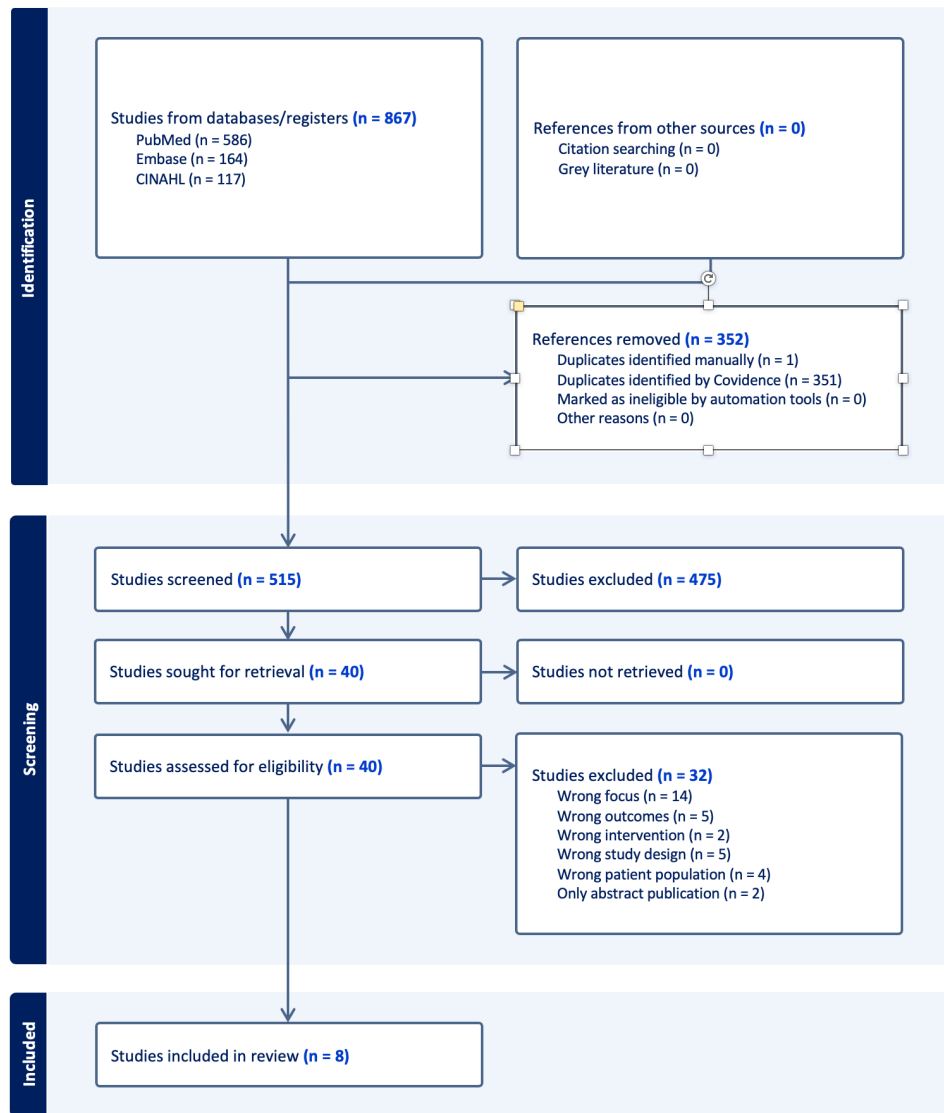 Identification
Studies from databases/registers (n = 867)
PubMed (n = 586)
Embase (n = 164)
CINAHL (n = 117)
References from other sources (n = 0)
Citation searching (n = 0)
Grey literature (n = 0)
References removed (n = 352)
Duplicates identified manually (n = 1)
Duplicates identified by Covidence (n = 351)
Marked as ineligible by automation tools (n = 0)
Other reasons (n = 0)
Screening
Studies screened (n = 515)
Studies excluded (n = 475)
Studies sought for retrieval (n = 40)
Studies not retrieved (n = 0)
Studies assessed for eligibility (n = 40)
Studies excluded (n = 32)
Wrong focus (n = 14)
Wrong outcomes (n = 5)
Wrong intervention (n = 2)
Wrong study design (n = 5)
Wrong patient population (n = 4)
Only abstract publication (n = 2)
Included
Studies included in review (n = 8)